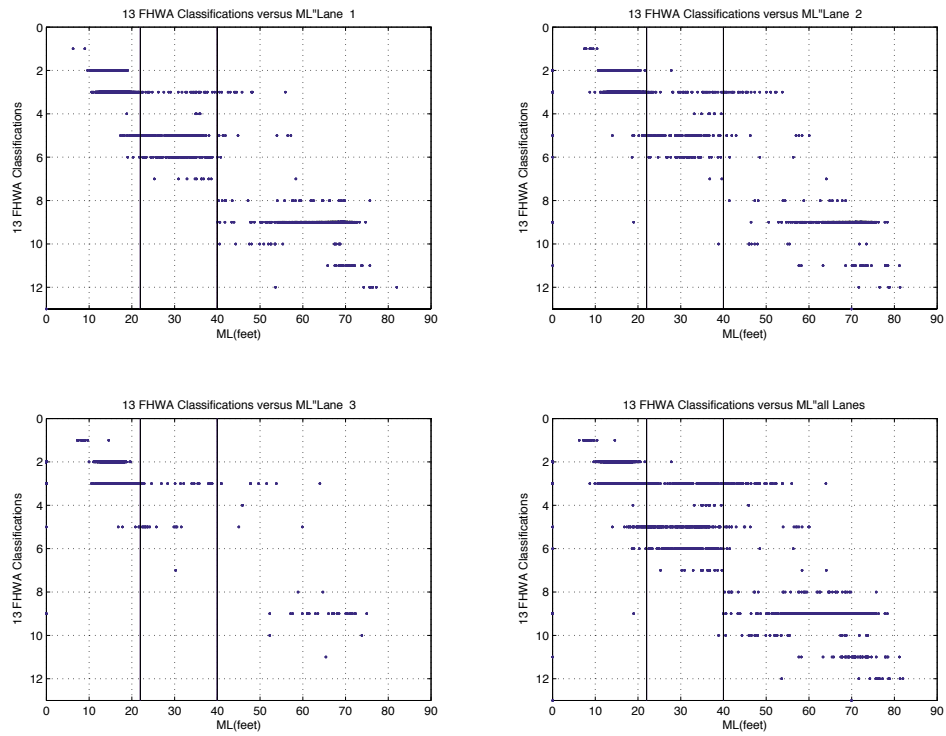 13 FHWA Classifications versus ML"Lane 1
13 FHWA Classifications
0
2
4
6
8
10
12
0 10 20 30 40 50 60 70 80 90
ML(feet)
13 FHWA Classifications versus ML"Lane 2
13 FHWA Classifications
0
2
4
6
8
10
12
0 10 20 30 40 50 60 70 80 90
ML(feet)
13 FHWA Classifications versus ML"Lane 3
13 FHWA Classifications
0
2
4
6
8
10
12
0 10 20 30 40 50 60 70 80 90
ML(feet)
13 FHWA Classifications versus ML"all Lanes
13 FHWA Classifications
0
2
4
6
8
10
12
0 10 20 30 40 50 60 70 80 90
ML(feet)